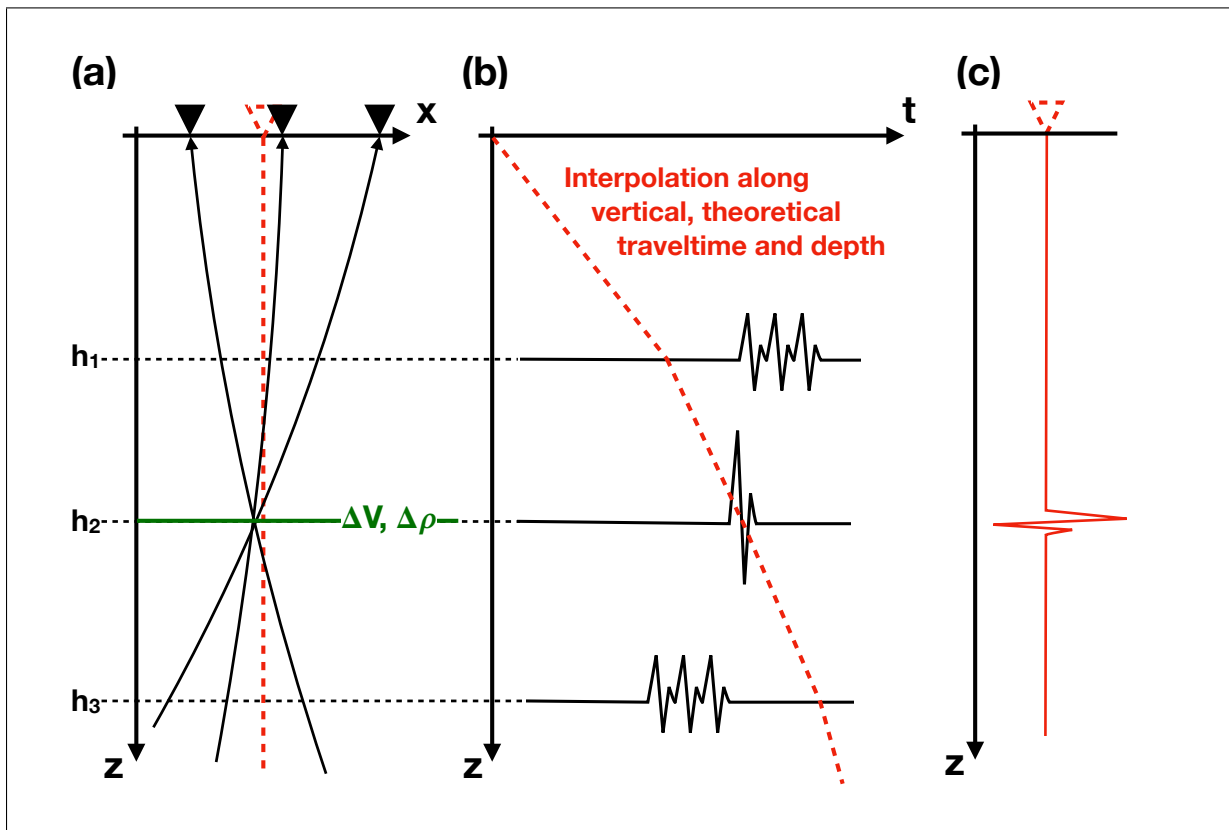 (a)
(b)
(c)
x
t
Interpolation along
vertical, theoretical
traveltime and depth
h₁
h₂
ΔV, Δρ
h₃
z
z
z